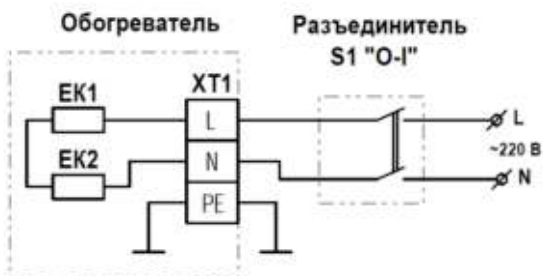 Обогреватель
Разъединитель
S1 "O-I"
EK1
XT1
L
L
EK2
N
~220 В
N
PE